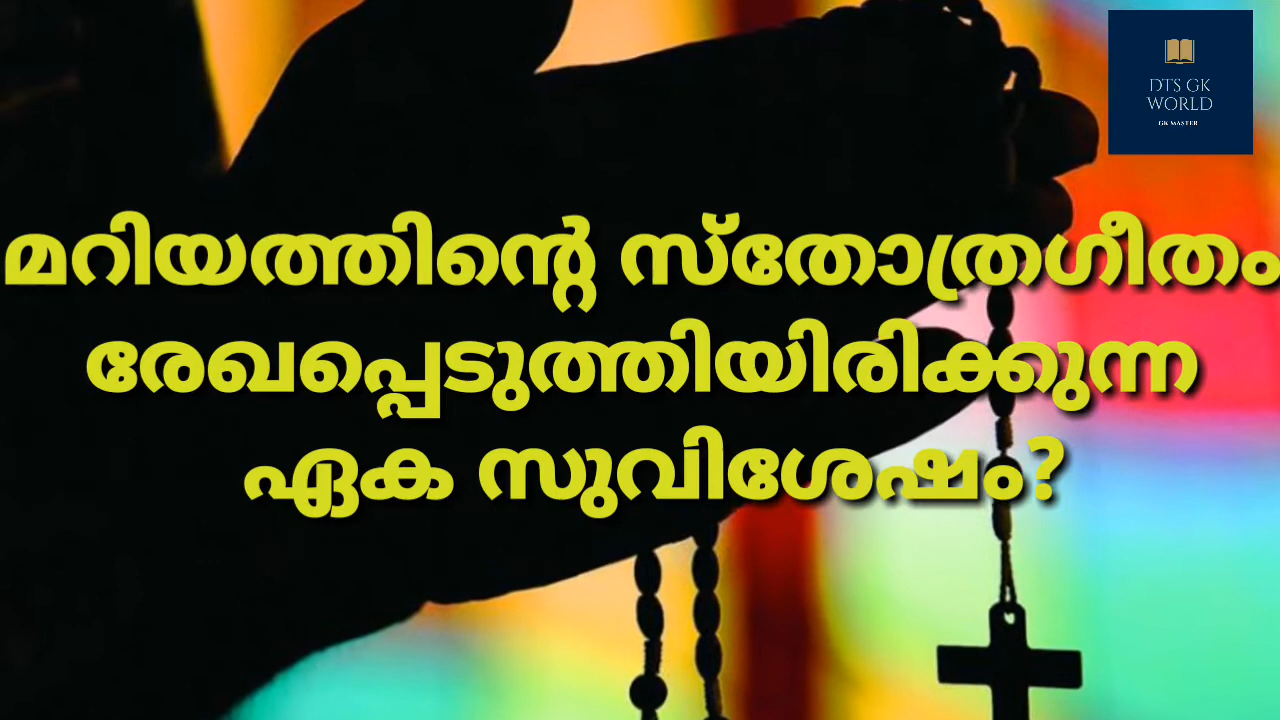 DTS GK
WORLD
GK MASTER
മറിയത്തിന്റെ സ്തോത്രഗീതം
രേഖപ്പെടുത്തിയിരിക്കുന്ന
ഏക സുവിശേഷം?